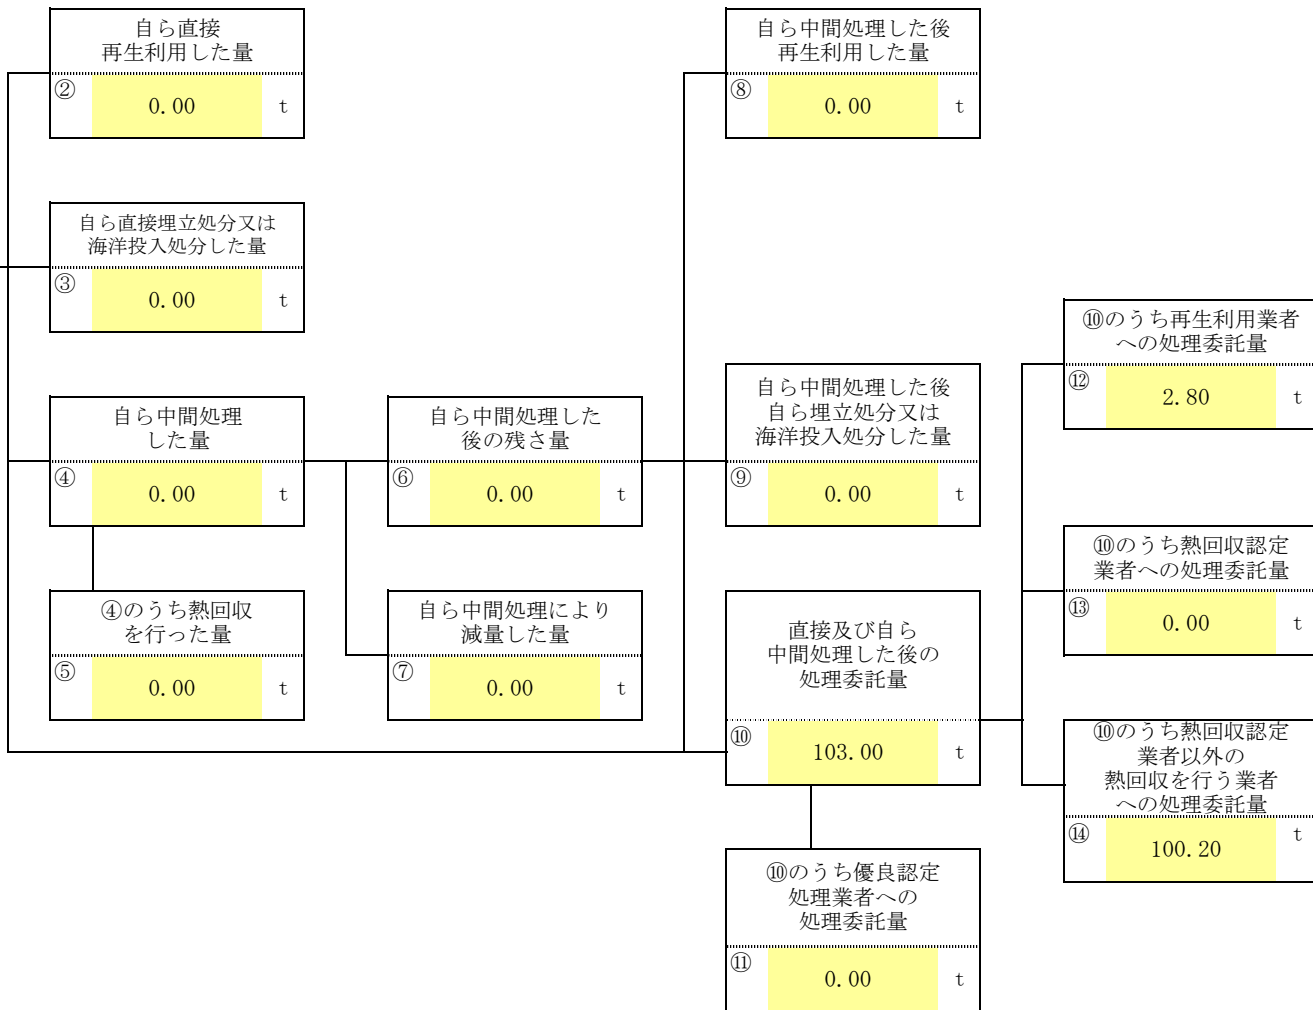 自ら直接
再生利用した量
② 0.00 t
自ら中間処理した後
再生利用した量
⑧ 0.00 t
自ら直接埋立処分又は
海洋投入処分した量
③ 0.00 t
⑩のうち再生利用業者
への処理委託量
⑫ 2.80 t
自ら中間処理
した量
④ 0.00 t
自ら中間処理した
後の残さ量
⑥ 0.00 t
自ら中間処理した後
自ら埋立処分又は
海洋投入処分した量
⑨ 0.00 t
⑩のうち熱回収認定
業者への処理委託量
⑬ 0.00 t
④のうち熱回収
を行った量
⑤ 0.00 t
自ら中間処理により
減量した量
⑦ 0.00 t
直接及び自ら
中間処理した後の
処理委託量
⑩ 103.00 t
⑩のうち熱回収認定
業者以外の
熱回収を行う業者
への処理委託量
⑭ 100.20 t
⑩のうち優良認定
処理業者への
処理委託量
⑪ 0.00 t